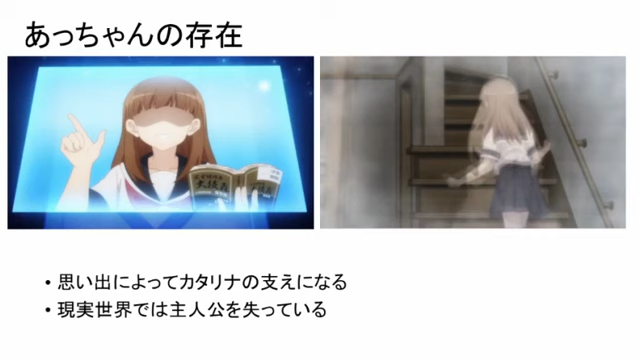 あっちゃんの存在
• 思い出によってカタリナの支えになる
• 現実世界では主人公を失っている